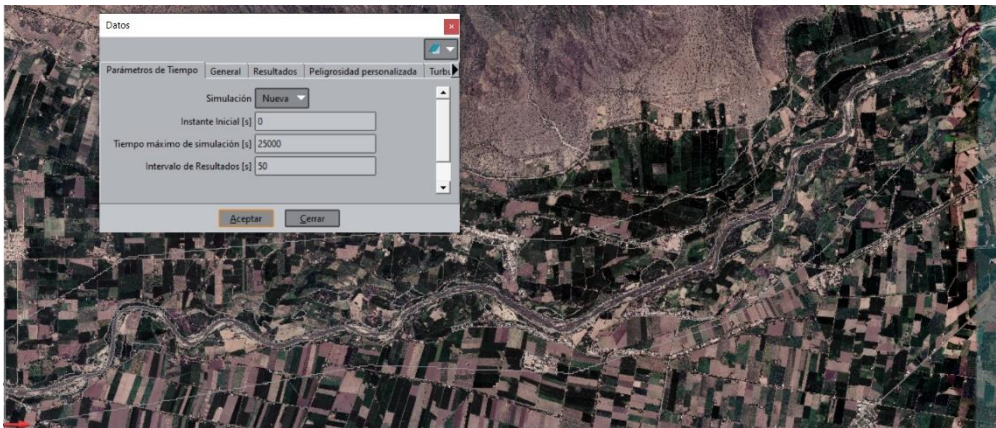 Datos
Parámetros de Tiempo General Resultados Peligrosidad personalizada Turbu
Simulación Nueva
Instante Inicial [s] 0
Tiempo máximo de simulación [s] 25000
Intervalo de Resultados [s] 50
Aceptar Cerrar